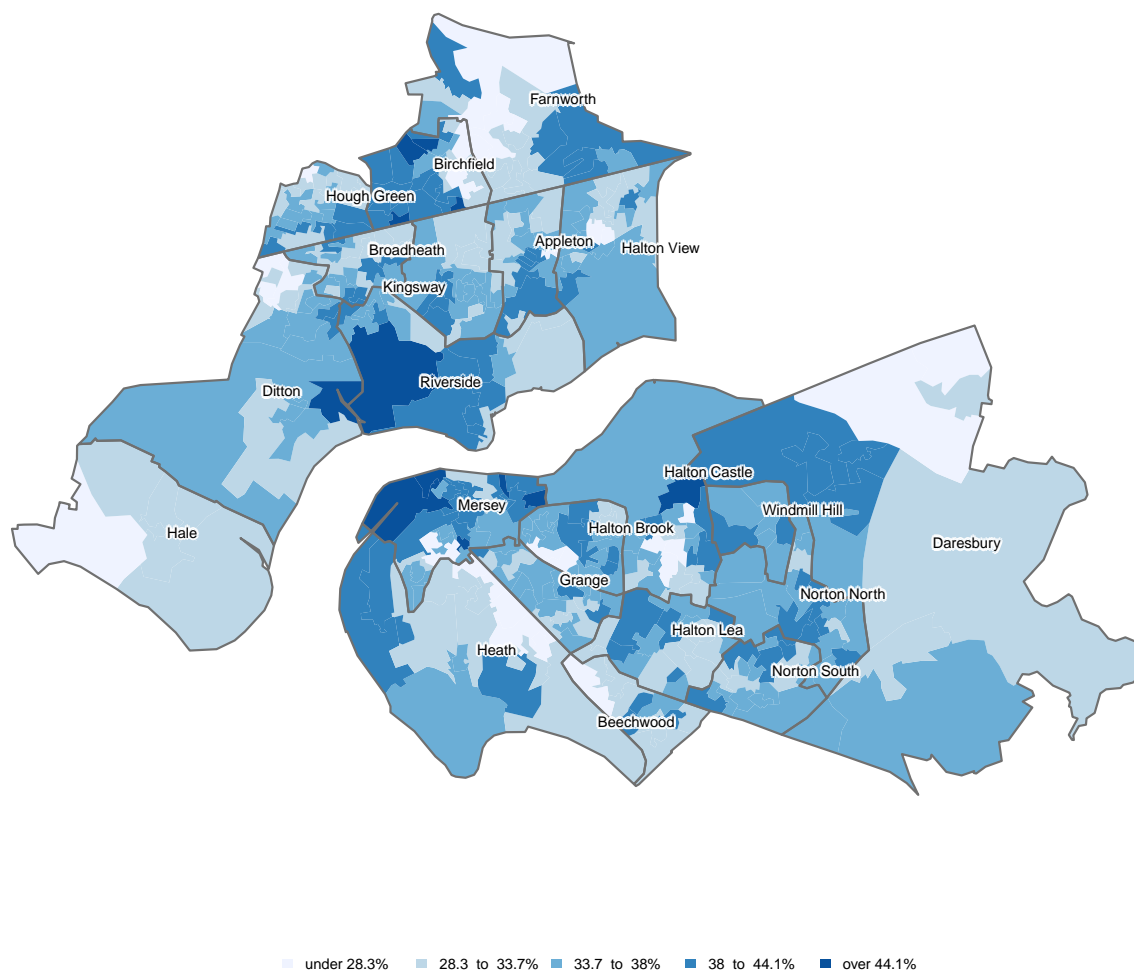 Farnworth
Birchfield
Hough Green
Appleton
Halton View
Broadheath
Kingsway
Riverside
Ditton
Halton Castle
Mersey
Windmill Hill
Halton Brook
Hale
Daresbury
Grange
Norton North
Halton Lea
Heath
Norton South
Beechwood
under 28.3% 28.3 to 33.7% 33.7 to 38% 38 to 44.1% over 44.1%